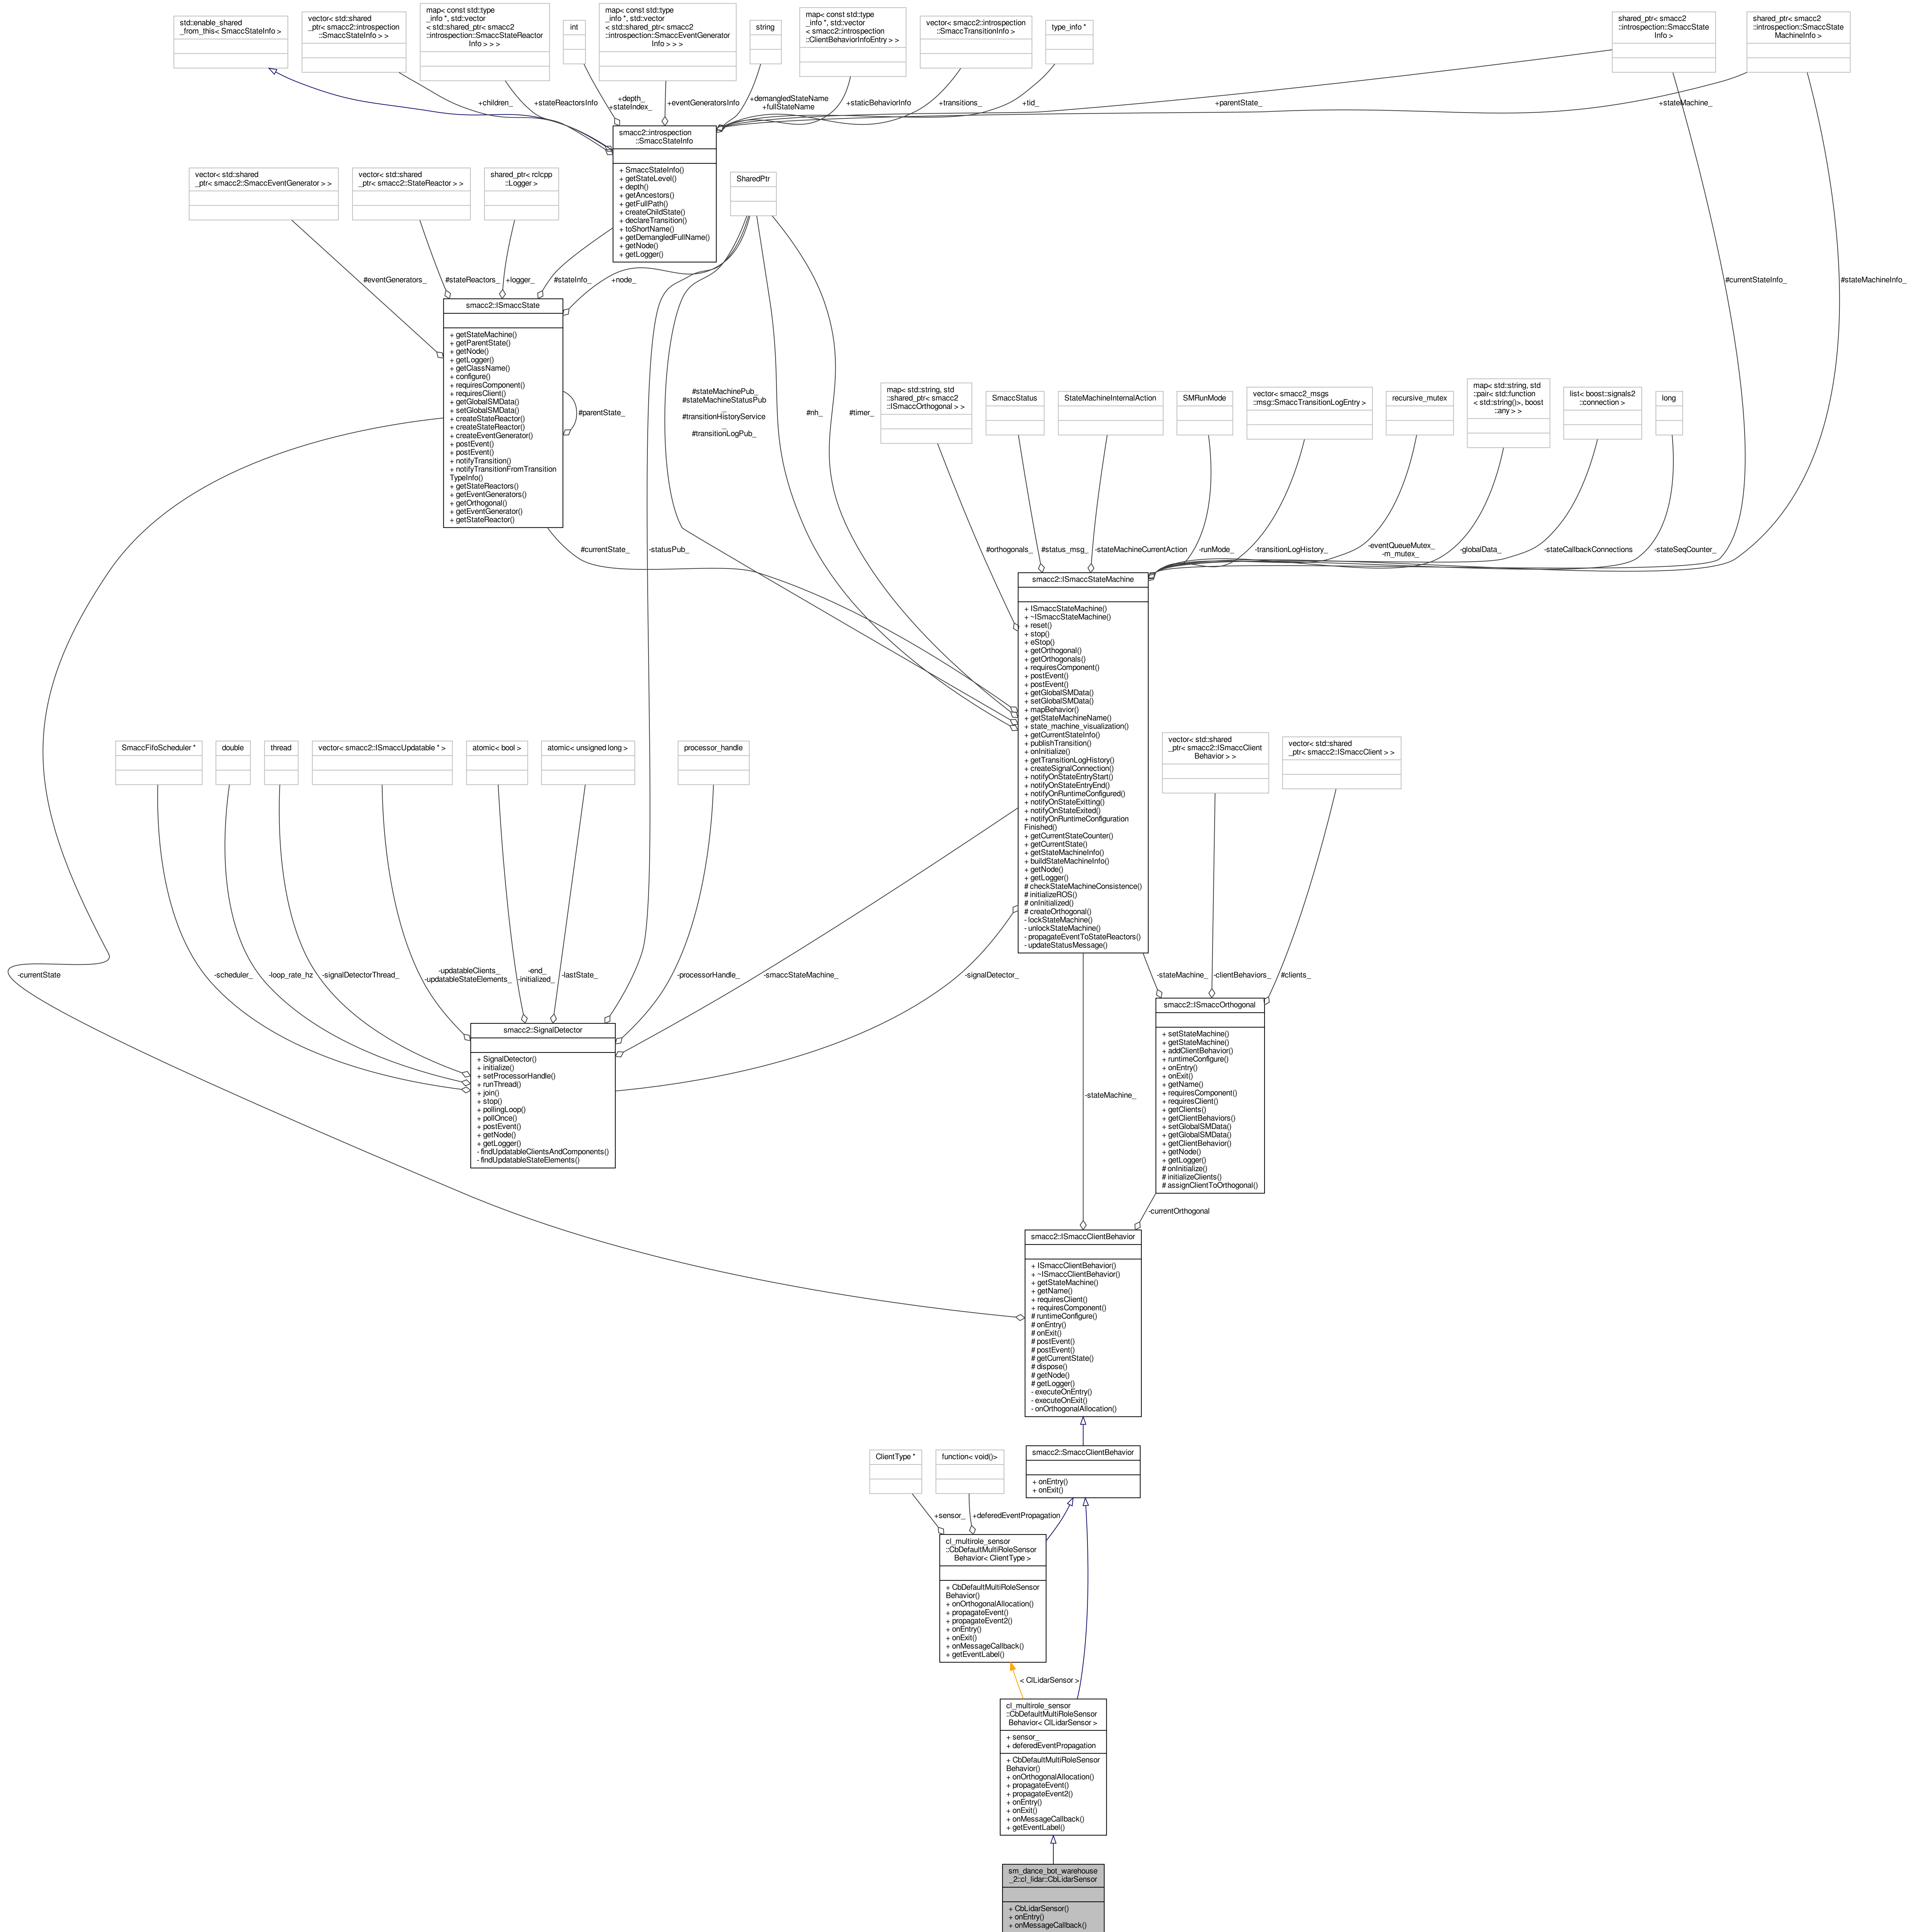 std::enable_shared
_from_this< SmaccStateInfo >
vector< std::shared
_ptr< smacc2::introspection
::SmaccStateInfo > >
map< const std::type
_info *, std::vector
< std::shared_ptr< smacc2
::introspection::SmaccStateReactor
Info > > >
int
map< const std::type
_info *, std::vector
< std::shared_ptr< smacc2
::introspection::SmaccEventGenerator
Info > > >
string
map< const std::type
_info *, std::vector
< smacc2::introspection
::ClientBehaviorInfoEntry > >
vector< smacc2::introspection
::SmaccTransitionInfo >
type_info *
shared_ptr< smacc2
::introspection::SmaccState
Info >
shared_ptr< smacc2
::introspection::SmaccState
MachineInfo >
+children_
+stateReactorsInfo
+depth_
+stateIndex_
+eventGeneratorsInfo
+demangledStateName
+fullStateName
+staticBehaviorInfo
+transitions_
+tid_
+parentState_
+stateMachine_
smacc2::introspection
::SmaccStateInfo
+ SmaccStateInfo()
+ getStateLevel()
+ depth()
+ getAncestors()
+ getFullPath()
+ createChildState()
+ declareTransition()
+ toShortName()
+ getDemangledFullName()
+ getNode()
+ getLogger()
vector< std::shared
_ptr< smacc2::SmaccEventGenerator > >
vector< std::shared
_ptr< smacc2::StateReactor > >
shared_ptr< rclcpp
::Logger >
SharedPtr
#eventGenerators_
#stateReactors_
+logger_
#stateInfo_
+node_
#currentStateInfo_
#stateMachineInfo_
smacc2::ISmaccState
+ getStateMachine()
+ getParentState()
+ getNode()
+ getLogger()
+ getClassName()
+ configure()
+ requiresComponent()
+ requiresClient()
+ getGlobalSMData()
+ setGlobalSMData()
+ createStateReactor()
+ createStateReactor()
+ createEventGenerator()
+ postEvent()
+ postEvent()
+ notifyTransition()
+ notifyTransitionFromTransition
TypeInfo()
+ getStateReactors()
+ getEventGenerators()
+ getOrthogonal()
+ getEventGenerator()
+ getStateReactor()
#parentState_
#stateMachinePub_
#stateMachineStatusPub
_
#transitionHistoryService
_
#transitionLogPub_
#nh_
#timer_
map< std::string, std
::shared_ptr< smacc2
::ISmaccOrthogonal > >
SmaccStatus
StateMachineInternalAction
SMRunMode
vector< smacc2_msgs
::msg::SmaccTransitionLogEntry >
recursive_mutex
map< std::string, std
::pair< std::function
< std::string()>, boost
::any > >
list< boost::signals2
::connection >
long
#currentState_
-statusPub_
#orthogonals_
#status_msg_
-stateMachineCurrentAction
-runMode_
-transitionLogHistory_
-eventQueueMutex_
-m_mutex_
-globalData_
-stateCallbackConnections
-stateSeqCounter_
smacc2::ISmaccStateMachine
+ ISmaccStateMachine()
+ ~ISmaccStateMachine()
+ reset()
+ stop()
+ eStop()
+ getOrthogonal()
+ getOrthogonals()
+ requiresComponent()
+ postEvent()
+ postEvent()
+ getGlobalSMData()
+ setGlobalSMData()
+ mapBehavior()
+ getStateMachineName()
+ state_machine_visualization()
+ getCurrentStateInfo()
+ publishTransition()
+ onInitialize()
+ getTransitionLogHistory()
+ createSignalConnection()
+ notifyOnStateEntryStart()
+ notifyOnStateEntryEnd()
+ notifyOnRuntimeConfigured()
+ notifyOnStateExitting()
+ notifyOnStateExited()
+ notifyOnRuntimeConfiguration
Finished()
+ getCurrentStateCounter()
+ getCurrentState()
+ getStateMachineInfo()
+ buildStateMachineInfo()
+ getNode()
+ getLogger()
# checkStateMachineConsistence()
# initializeROS()
# onInitialized()
# createOrthogonal()
- lockStateMachine()
- unlockStateMachine()
- propagateEventToStateReactors()
- updateStatusMessage()
SmaccFifoScheduler *
double
thread
vector< smacc2::ISmaccUpdatable * >
atomic< bool >
atomic< unsigned long >
processor_handle
vector< std::shared
_ptr< smacc2::ISmaccClient
Behavior > >
vector< std::shared
_ptr< smacc2::ISmaccClient > >
-currentState
-scheduler_
-loop_rate_hz
-signalDetectorThread_
-updatableClients_
-updatableStateElements_
-end_
-initialized_
-lastState_
-processorHandle_
-smaccStateMachine_
-signalDetector_
-stateMachine_
-clientBehaviors_
#clients_
smacc2::SignalDetector
+ SignalDetector()
+ initialize()
+ setProcessorHandle()
+ runThread()
+ join()
+ stop()
+ pollingLoop()
+ pollOnce()
+ postEvent()
+ getNode()
+ getLogger()
- findUpdatableClientsAndComponents()
- findUpdatableStateElements()
smacc2::ISmaccOrthogonal
+ setStateMachine()
+ getStateMachine()
+ addClientBehavior()
+ runtimeConfigure()
+ onEntry()
+ onExit()
+ getName()
+ requiresComponent()
+ requiresClient()
+ getClients()
+ getClientBehaviors()
+ setGlobalSMData()
+ getGlobalSMData()
+ getClientBehavior()
+ getNode()
+ getLogger()
# onInitialize()
# initializeClients()
# assignClientToOrthogonal()
-stateMachine_
-currentOrthogonal
smacc2::ISmaccClientBehavior
+ ISmaccClientBehavior()
+ ~ISmaccClientBehavior()
+ getStateMachine()
+ getName()
+ requiresClient()
+ requiresComponent()
# runtimeConfigure()
# onEntry()
# onExit()
# postEvent()
# postEvent()
# getCurrentState()
# dispose()
# getNode()
# getLogger()
- executeOnEntry()
- executeOnExit()
- onOrthogonalAllocation()
smacc2::SmaccClientBehavior
+ onEntry()
+ onExit()
ClientType *
function< void()>
+sensor_
+deferedEventPropagation
cl_multirole_sensor
::CbDefaultMultiRoleSensor
Behavior< ClientType >
+ CbDefaultMultiRoleSensor
Behavior()
+ onOrthogonalAllocation()
+ propagateEvent()
+ propagateEvent2()
+ onEntry()
+ onExit()
+ onMessageCallback()
+ getEventLabel()
< ClLidarSensor >
cl_multirole_sensor
::CbDefaultMultiRoleSensor
Behavior< ClLidarSensor >
+ sensor_
+ deferedEventPropagation
+ CbDefaultMultiRoleSensor
Behavior()
+ onOrthogonalAllocation()
+ propagateEvent()
+ propagateEvent2()
+ onEntry()
+ onExit()
+ onMessageCallback()
+ getEventLabel()
sm_dance_bot_warehouse
_2::cl_lidar::CbLidarSensor
+ CbLidarSensor()
+ onEntry()
+ onMessageCallback()